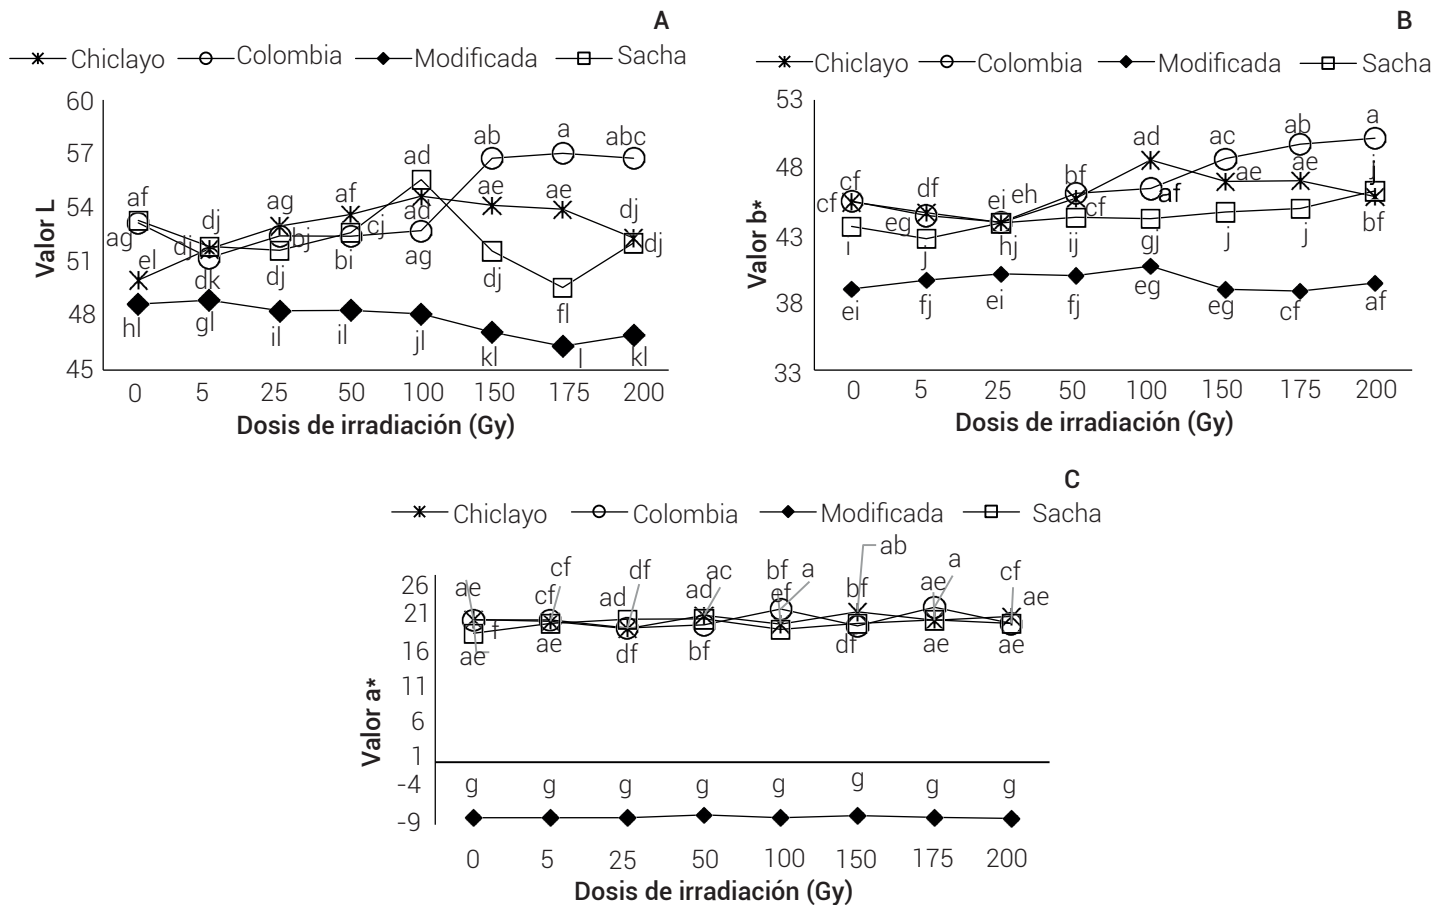 A
Chiclayo Colombia Modificada Sacha
60
57
54
51
48
45
Valor L
af
ag
el
hl
dj
dj
dk
gl
ag
bj
dj
il
af
cj
bi
il
ad
ad
ag
jl
ab
ae
dj
kl
a
ae
fl
l
abc
dj
dj
kl
0 5 25 50 100 150 175 200
Dosis de irradiación (Gy)
B
Chiclayo Colombia Modificada Sacha
53
48
43
38
33
Valor b*
cf
cf
i
ei
df
eg
j
fj
ei
eh
hj
ei
bf
cf
ij
fj
ad
af
gj
eg
ac
ae
j
eg
ab
ae
j
cf
a
j
bf
af
0 5 25 50 100 150 175 200
Dosis de irradiación (Gy)
C
Chiclayo Colombia Modificada Sacha
26
21
16
11
6
1
-4
-9
Valor a*
ae
f
ae
g
cf
cf
ae
g
df
ad
df
g
ac
ad
bf
g
bf
a
ef
g
ab
bf
df
g
a
ae
ae
g
cf
ae
ae
g
0 5 25 50 100 150 175 200
Dosis de irradiación (Gy)